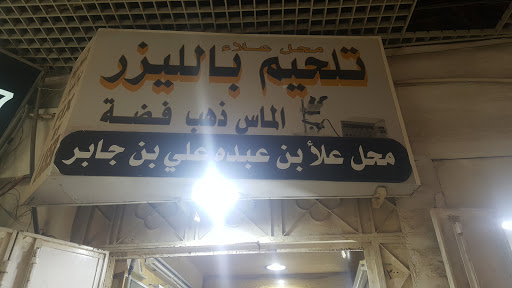 محل علاء
تلحيم بالليزر
الماس ذهب فضة
محل علأ بن عبده علي بن جابر